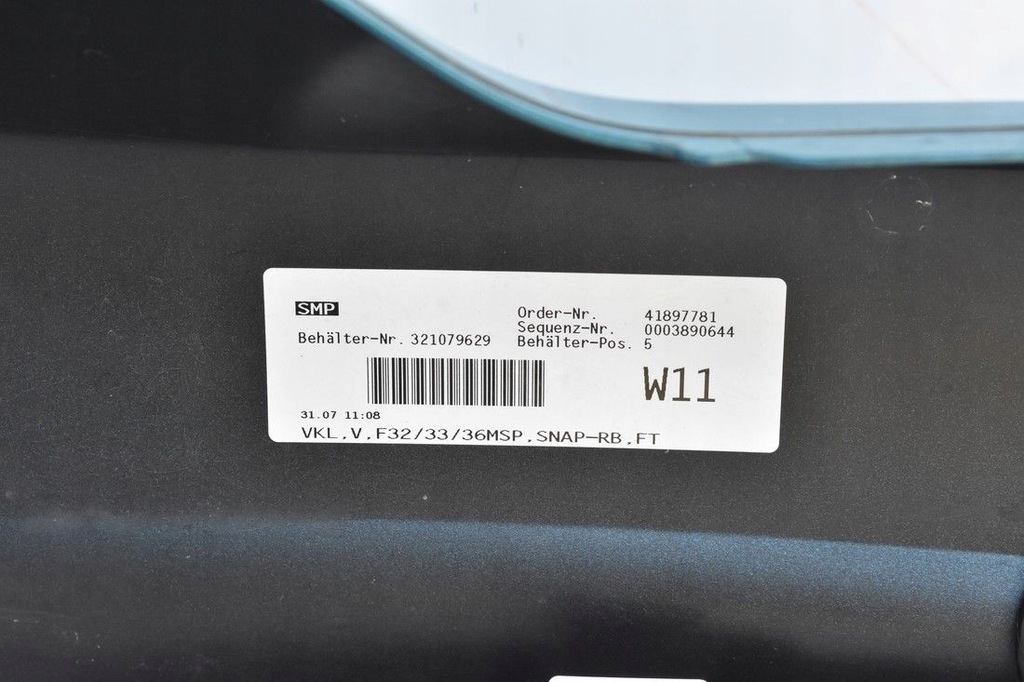 SMP
Order-Nr. 41897781
Sequenz-Nr. 0003890644
Behälter-Nr. 321079629 Behälter-Pos. 5
W11
31.07 11:08
VKL,V,F32/33/36MSP,SNAP-RB,FT